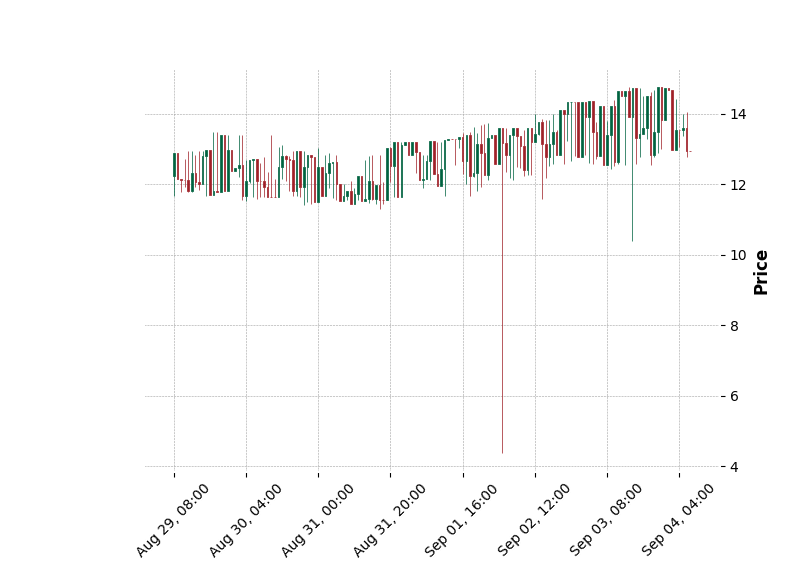 14
12
10
8
6
4
Price
Aug 29, 08:00
Aug 30, 04:00
Aug 31, 00:00
Aug 31, 20:00
Sep 01, 16:00
Sep 02, 12:00
Sep 03, 08:00
Sep 04, 04:00